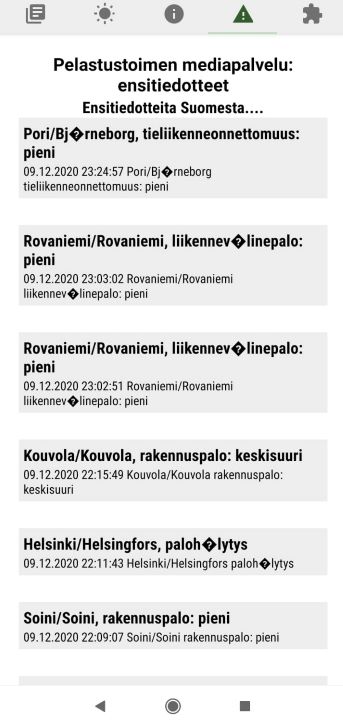 Pelastustoimen mediapalvelu:
ensitiedotteet
Ensitiedotteita Suomesta....
Pori/Bj�rneborg, tieliikenneonnettomuus:
pieni
09.12.2020 23:24:57 Pori/Bj�rneborg
tieliikenneonnettomuus: pieni
Rovaniemi/Rovaniemi, liikennev�linepalo:
pieni
09.12.2020 23:03:02 Rovaniemi/Rovaniemi
liikennev�linepalo: pieni
Rovaniemi/Rovaniemi, liikennev�linepalo:
pieni
09.12.2020 23:02:51 Rovaniemi/Rovaniemi
liikennev�linepalo: pieni
Kouvola/Kouvola, rakennuspalo: keskisuuri
09.12.2020 22:15:49 Kouvola/Kouvola rakennuspalo:
keskisuuri
Helsinki/Helsingfors, paloh�lytys
09.12.2020 22:11:43 Helsinki/Helsingfors paloh�lytys
Soini/Soini, rakennuspalo: pieni
09.12.2020 22:09:07 Soini/Soini rakennuspalo: pieni